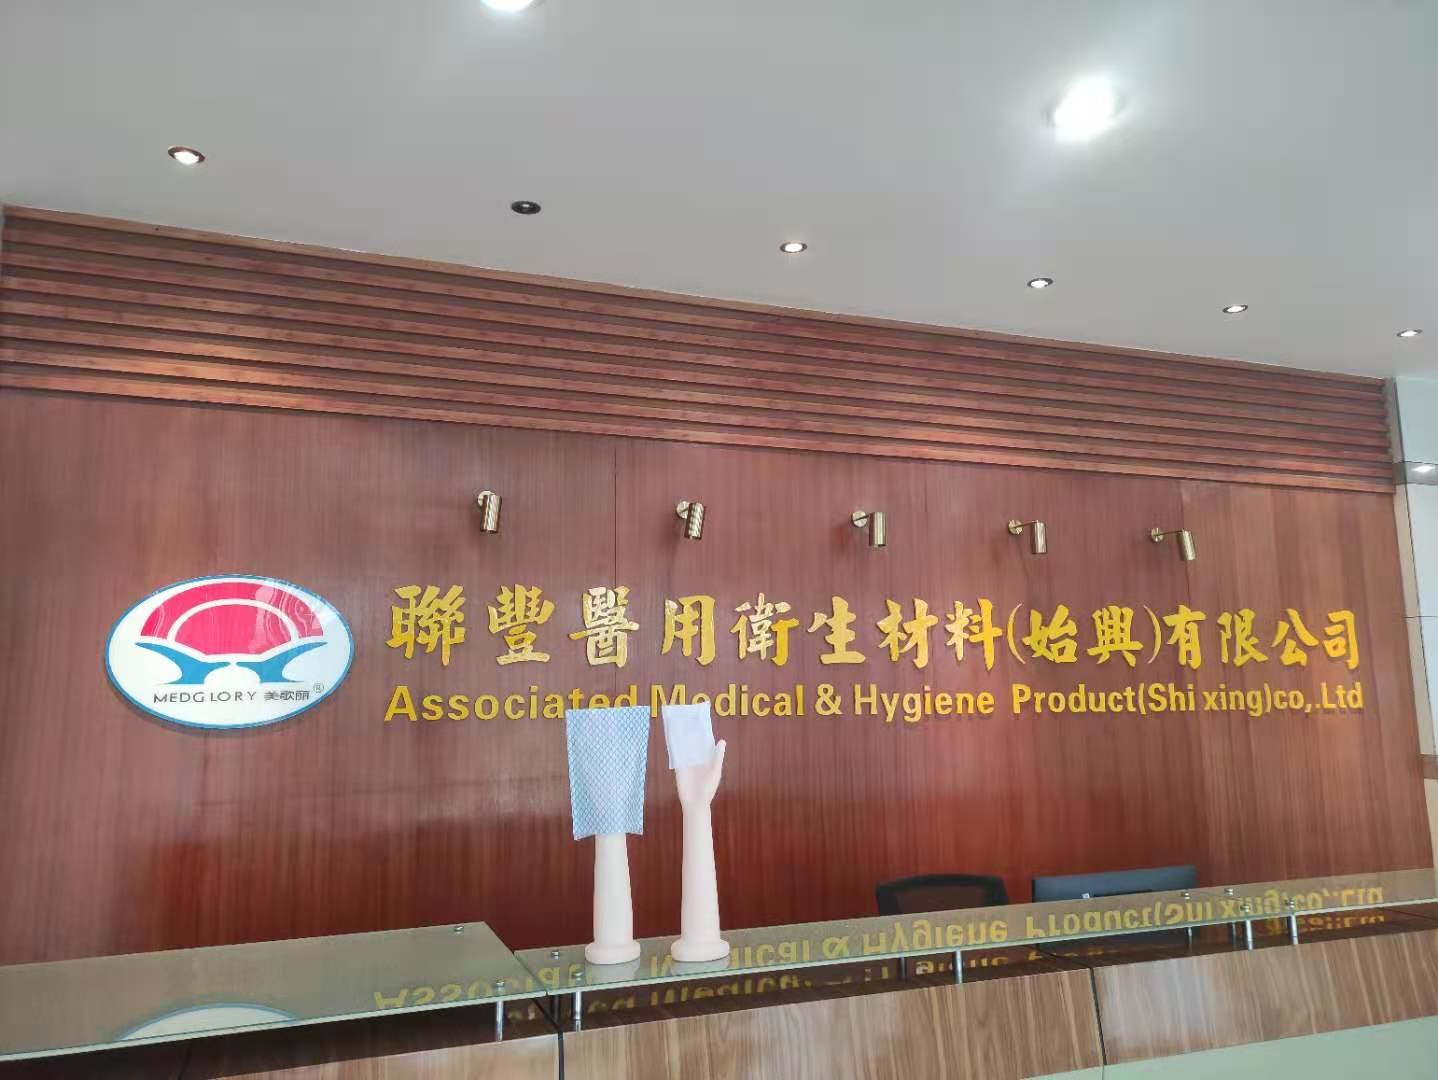 聯豐醫用衛生材料(始興)有限公司
Associated Medical & Hygiene Product(Shi xing)co,.Ltd
MEDGLORY 美歌丽®